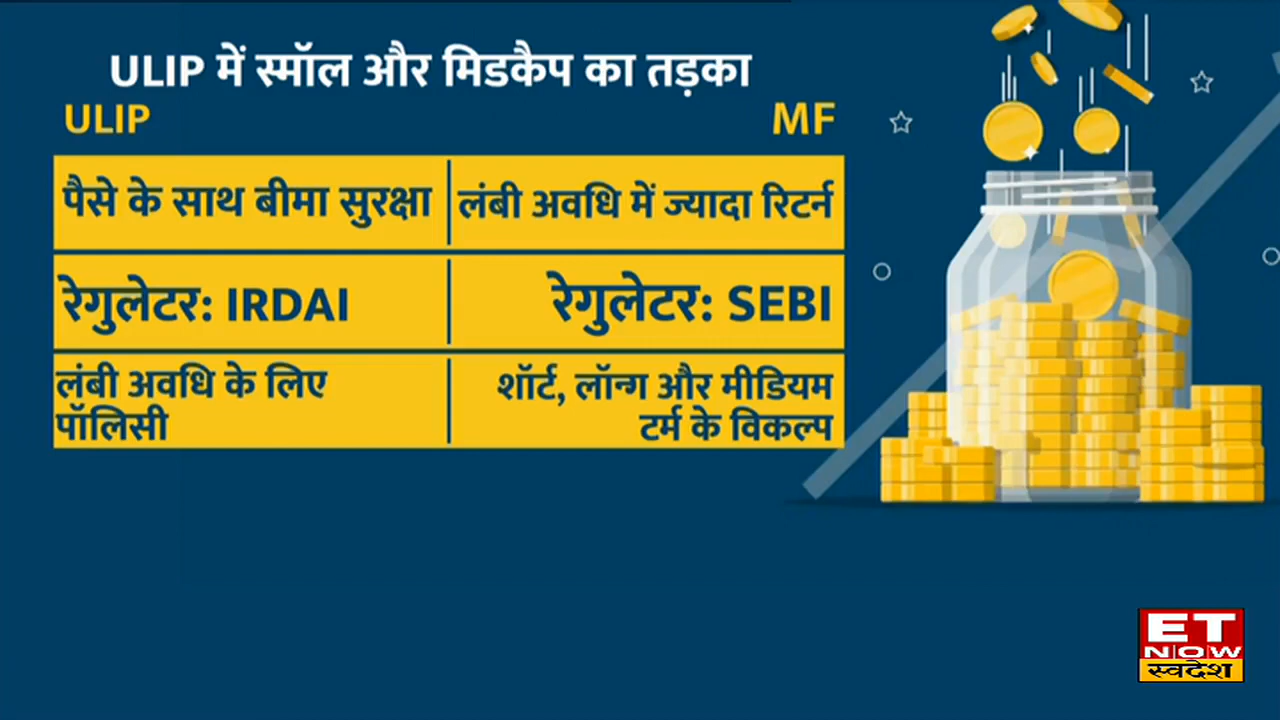 ULIP में स्मॉल और मिडकैप का तड़का
ULIP
MF
पैसे के साथ बीमा सुरक्षा
लंबी अवधि में ज्यादा रिटर्न
रेगुलेटर: IRDAI
रेगुलेटर: SEBI
लंबी अवधि के लिए
पॉलिसी
शॉर्ट, लॉन्ग और मीडियम
टर्म के विकल्प
ET
NOW
स्वदेश